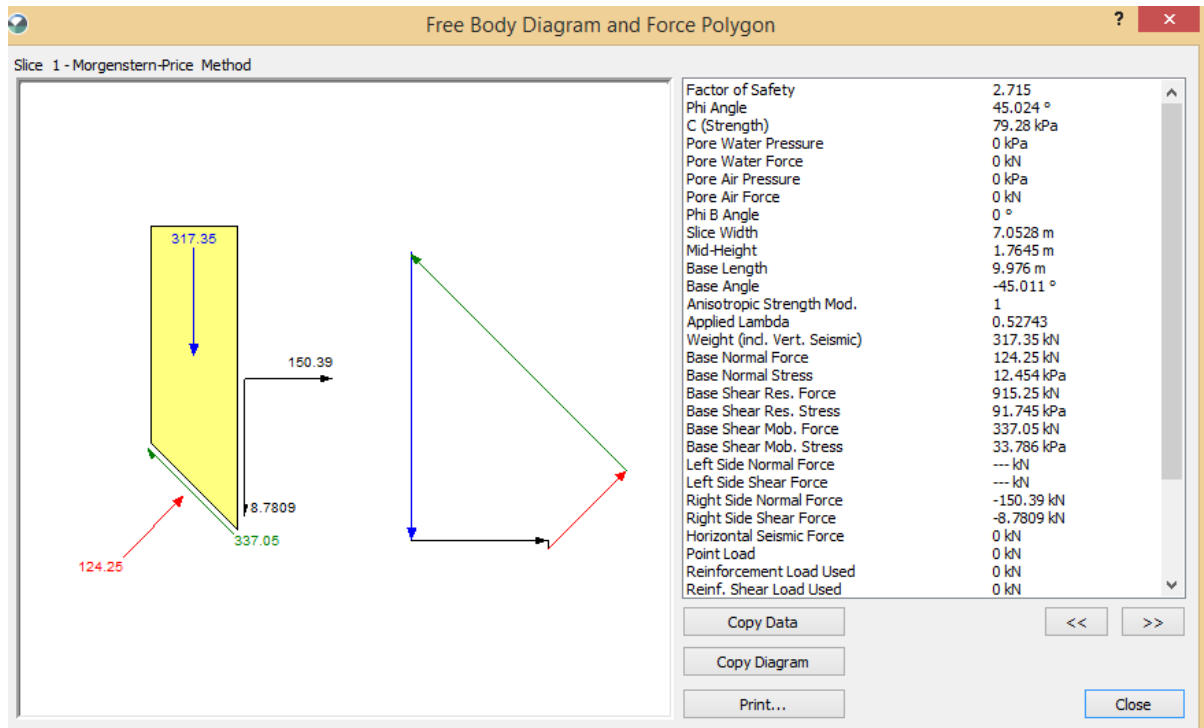 Free Body Diagram and Force Polygon
?
×
Slice 1 - Morgenstern-Price Method
317.35
150.39
8.7809
337.05
124.25
Factor of Safety 2.715
Phi Angle 45.024 °
C (Strength) 79.28 kPa
Pore Water Pressure 0 kPa
Pore Water Force 0 kN
Pore Air Pressure 0 kPa
Pore Air Force 0 kN
Phi B Angle 0 °
Slice Width 7.0528 m
Mid-Height 1.7645 m
Base Length 9.976 m
Base Angle -45.011 °
Anisotropic Strength Mod. 1
Applied Lambda 0.52743
Weight (incl. Vert. Seismic) 317.35 kN
Base Normal Force 124.25 kN
Base Normal Stress 12.454 kPa
Base Shear Res. Force 915.25 kN
Base Shear Res. Stress 91.745 kPa
Base Shear Mob. Force 337.05 kN
Base Shear Mob. Stress 33.786 kPa
Left Side Normal Force --- kN
Left Side Shear Force --- kN
Right Side Normal Force -150.39 kN
Right Side Shear Force -8.7809 kN
Horizontal Seismic Force 0 kN
Point Load 0 kN
Reinforcement Load Used 0 kN
Reinf. Shear Load Used 0 kN
Copy Data
<< >>
Copy Diagram
Print...
Close